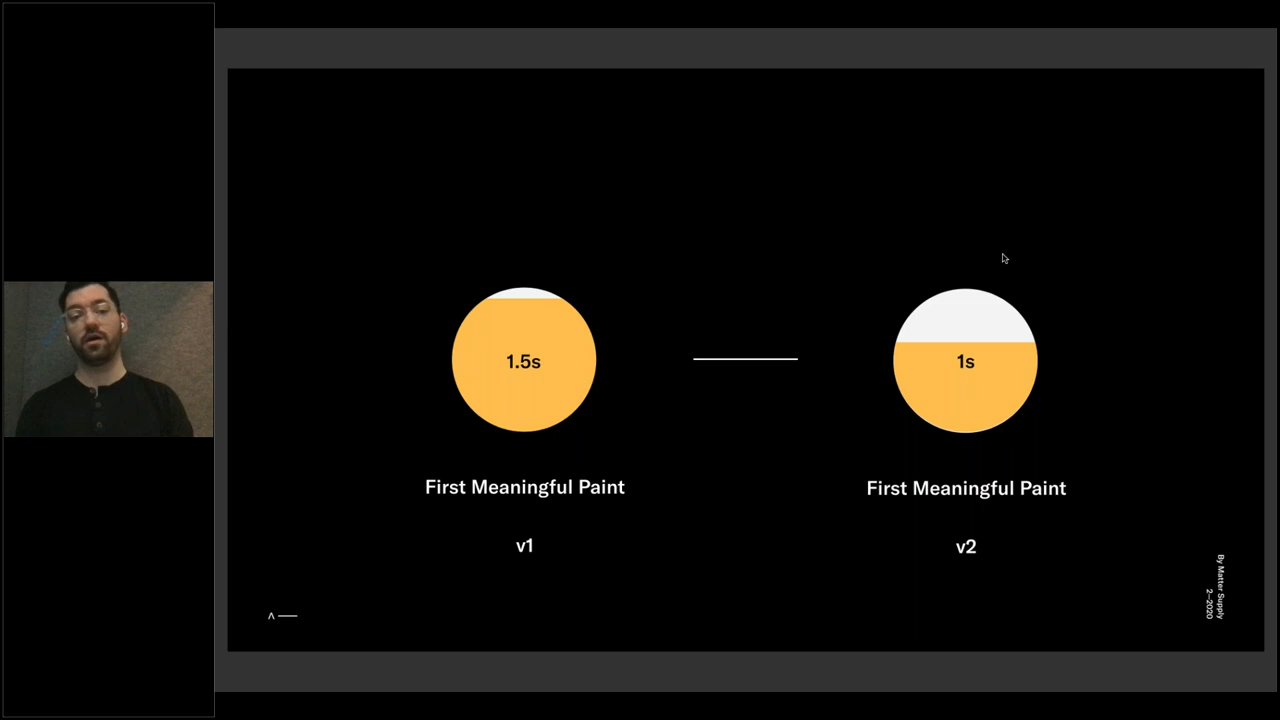 1.5s
1s
First Meaningful Paint
First Meaningful Paint
v1
v2
By Matter Supply
2–2020